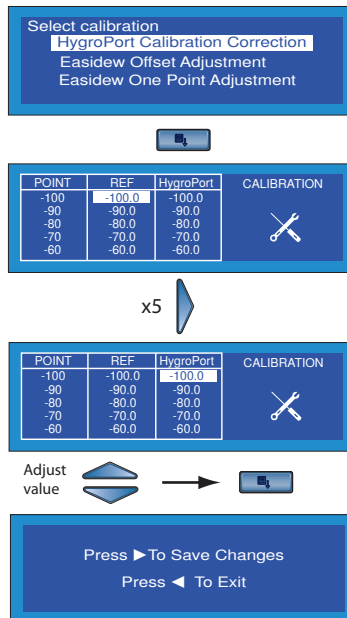 Select calibration
HygroPort Calibration Correction
Easidew Offset Adjustment
Easidew One Point Adjustment
POINT REF HygroPort CALIBRATION
-100 -100.0 -100.0
-90 -90.0 -90.0
-80 -80.0 -80.0
-70 -70.0 -70.0
-60 -60.0 -60.0
x5
POINT REF HygroPort CALIBRATION
-100 -100.0 -100.0
-90 -90.0 -90.0
-80 -80.0 -80.0
-70 -70.0 -70.0
-60 -60.0 -60.0
Adjust
value
Press ▶To Save Changes
Press ◀ To Exit